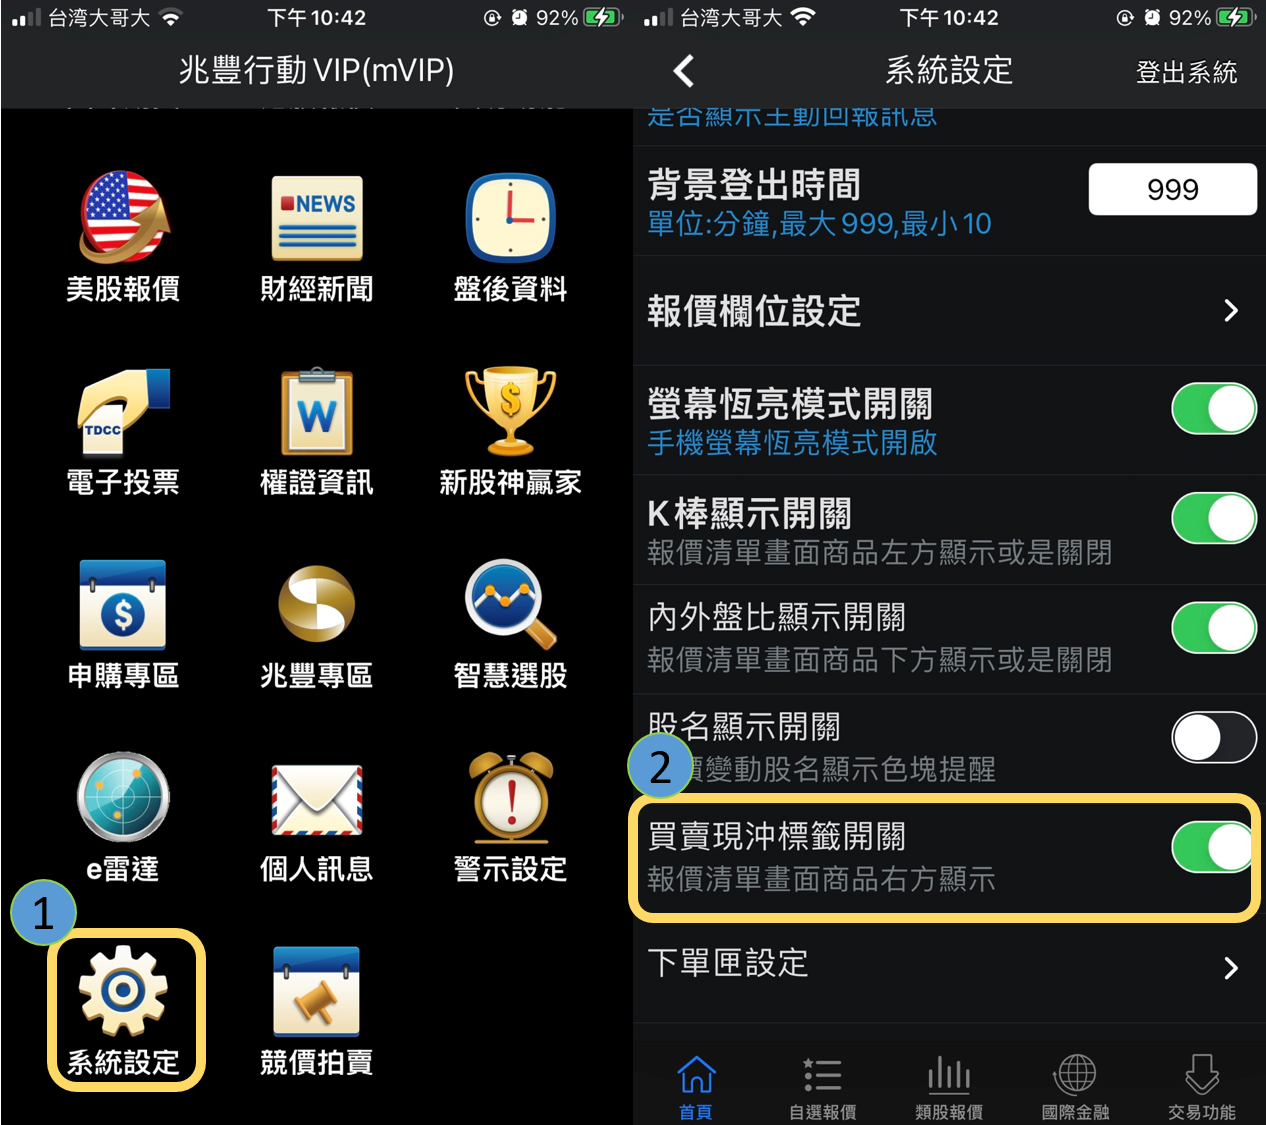 台湾大哥大
下午10:42
92%
兆豐行動VIP(mVIP)
NEWS
美股報價
財經新聞
盤後資料
TDCC
W
$
電子投票
權證資訊
新股神贏家
$
申購專區
兆豐專區
智慧選股
e雷達
個人訊息
警示設定
1
系統設定
競價拍賣
台湾大哥大
下午10:42
92%
系統設定
登出系統
是否顯示主動回報訊息
背景登出時間
999
單位:分鐘,最大999,最小10
報價欄位設定
螢幕恆亮模式開關
手機螢幕恆亮模式開啟
K棒顯示開關
報價清單畫面商品左方顯示或是關閉
內外盤比顯示開關
報價清單畫面商品下方顯示或是關閉
股名顯示開關
2
價變動股名顯示色塊提醒
買賣現沖標籤開關
報價清單畫面商品右方顯示
下單匣設定
首頁
自選報價
類股報價
國際金融
交易功能